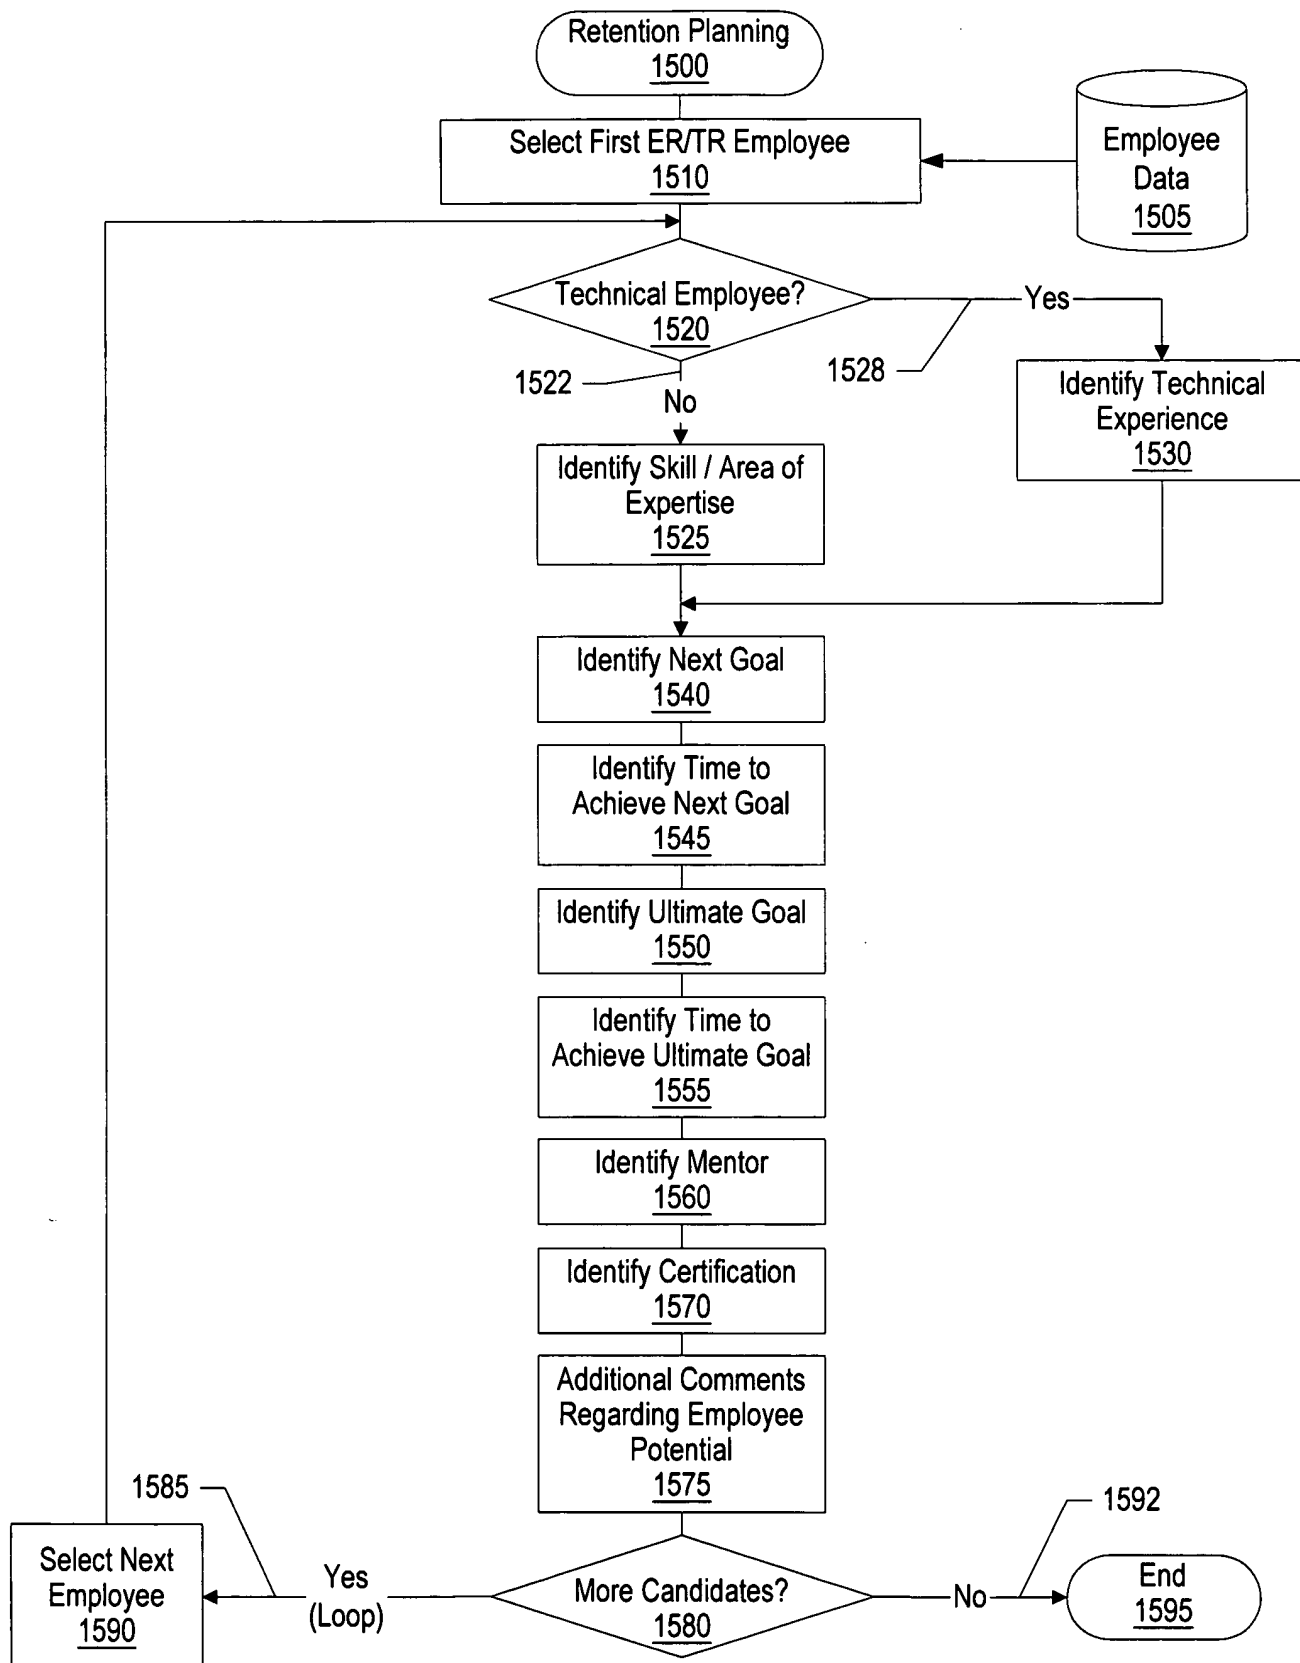 Retention Planning
1500
Select First ER/TR Employee
1510
Employee
Data
1505
Technical Employee?
1520
Yes
1528
1522
No
Identify Technical
Experience
1530
Identify Skill / Area of
Expertise
1525
Identify Next Goal
1540
Identify Time to
Achieve Next Goal
1545
Identify Ultimate Goal
1550
Identify Time to
Achieve Ultimate Goal
1555
Identify Mentor
1560
Identify Certification
1570
Additional Comments
Regarding Employee
Potential
1575
1585
1592
Select Next
Employee
1590
Yes
(Loop)
More Candidates?
1580
No
End
1595